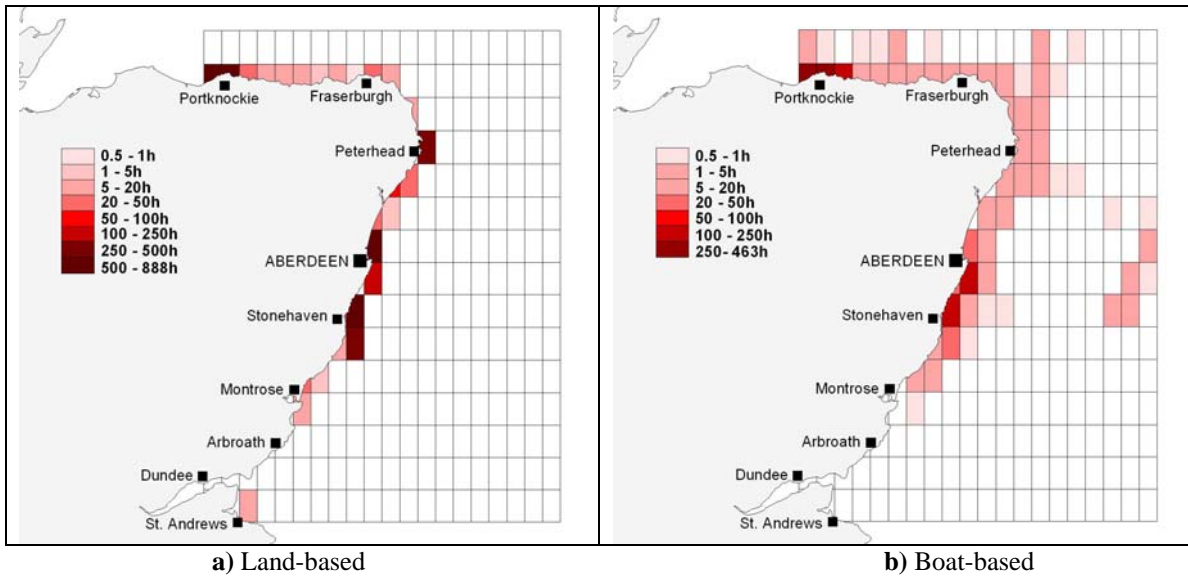 Portknockie
Fraserburgh
Peterhead
0.5 - 1h
1 - 5h
5 - 20h
20 - 50h
50 - 100h
100 - 250h
250 - 500h
500 - 888h
ABERDEEN
Stonehaven
Montrose
Arbroath
Dundee
St. Andrews
a) Land-based
Portknockie
Fraserburgh
Peterhead
0.5 - 1h
1 - 5h
5 - 20h
20 - 50h
50 - 100h
100 - 250h
250 - 463h
ABERDEEN
Stonehaven
Montrose
Arbroath
Dundee
St. Andrews
b) Boat-based